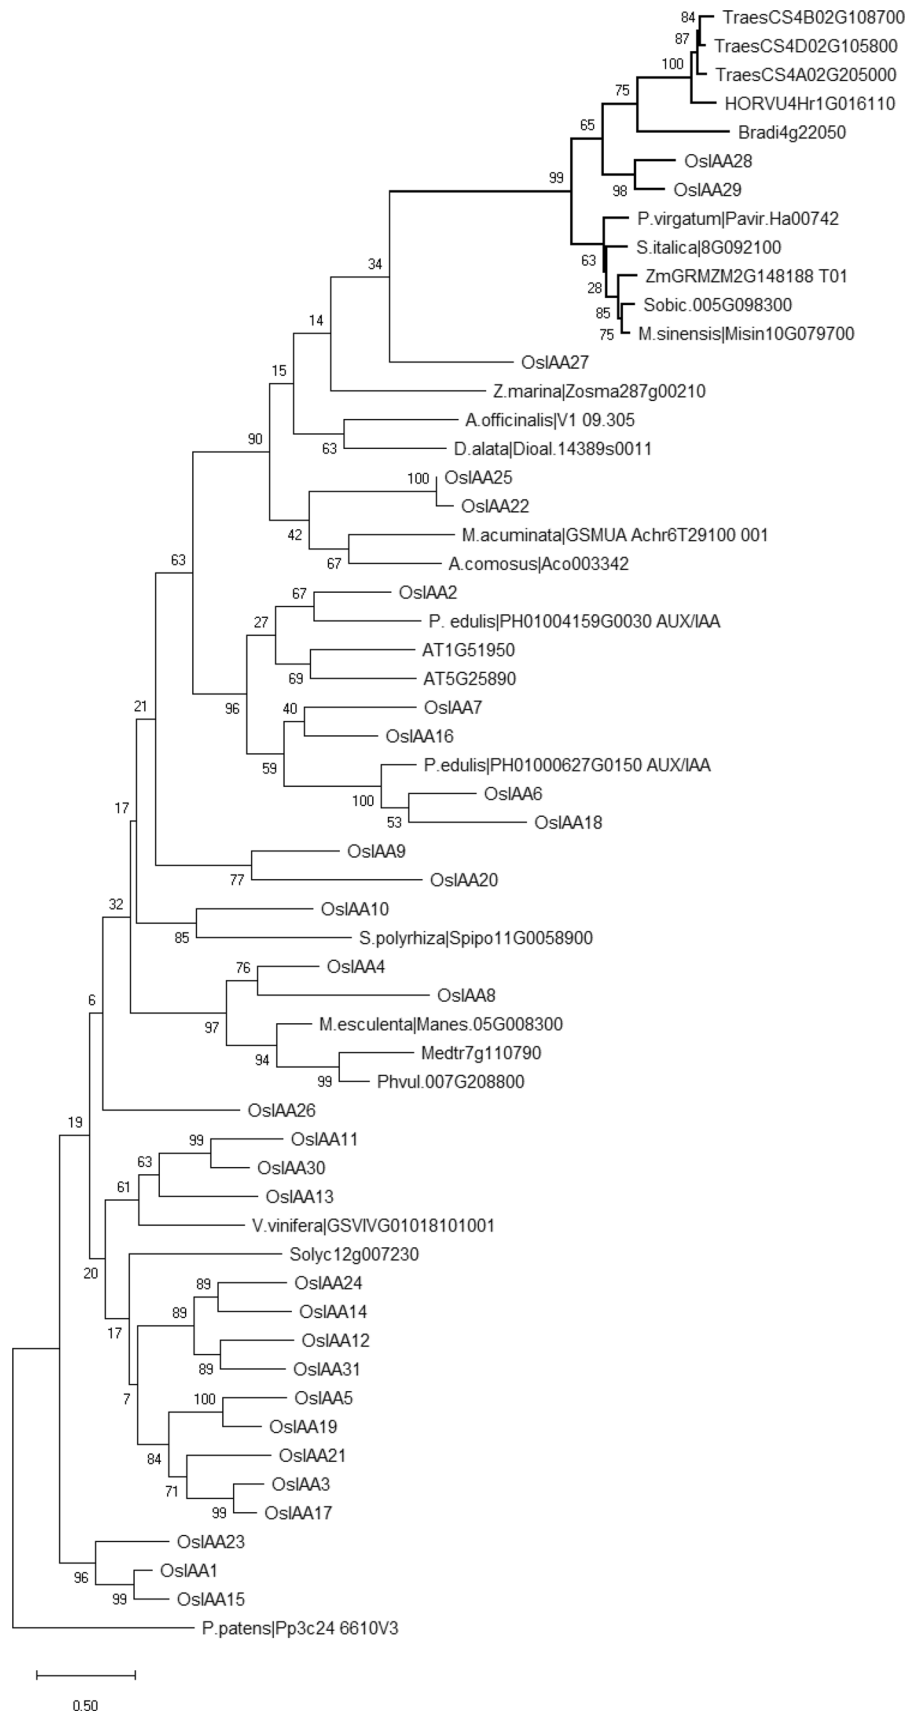 84 TraesCS4B02G108700
87 TraesCS4D02G105800
100 TraesCS4A02G205000
75 HORVU4Hr1G016110
65 Bradi4g22050
OsIAA28
99 98 OsIAA29
P.virgatum|Pavir.Ha00742
63 S.italica|8G092100
34 28 ZmGRMZM2G148188 T01
85 Sobic.005G098300
14 75 M.sinensis|Misin10G079700
OsIAA27
15 Z.marina|Zosma287g00210
A.officinalis|V1 09.305
90 63 D.alata|Dioal.14389s0011
100 OsIAA25
OsIAA22
42 M.acuminata|GSMUA Achr6T29100 001
63 67 A.comosus|Aco003342
67 OsIAA2
27 P. edulis|PH01004159G0030 AUX/IAA
AT1G51950
69 AT5G25890
21 96 40 OsIAA7
OsIAA16
59 P.edulis|PH01000627G0150 AUX/IAA
100 OsIAA6
17 53 OsIAA18
OsIAA9
77 OsIAA20
32 OsIAA10
85 S.polyrhiza|Spipo11G0058900
76 OsIAA4
6 OsIAA8
97 M.esculenta|Manes.05G008300
94 Medtr7g110790
99 Phvul.007G208800
19 OsIAA26
99 OsIAA11
63 OsIAA30
61 OsIAA13
V.vinifera|GSVIVG01018101001
20 Solyc12g007230
89 OsIAA24
89 OsIAA14
17 OsIAA12
89 OsIAA31
7 100 OsIAA5
OsIAA19
84 OsIAA21
71 OsIAA3
99 OsIAA17
OsIAA23
96 OsIAA1
99 OsIAA15
P.patens|Pp3c24 6610V3
0.50